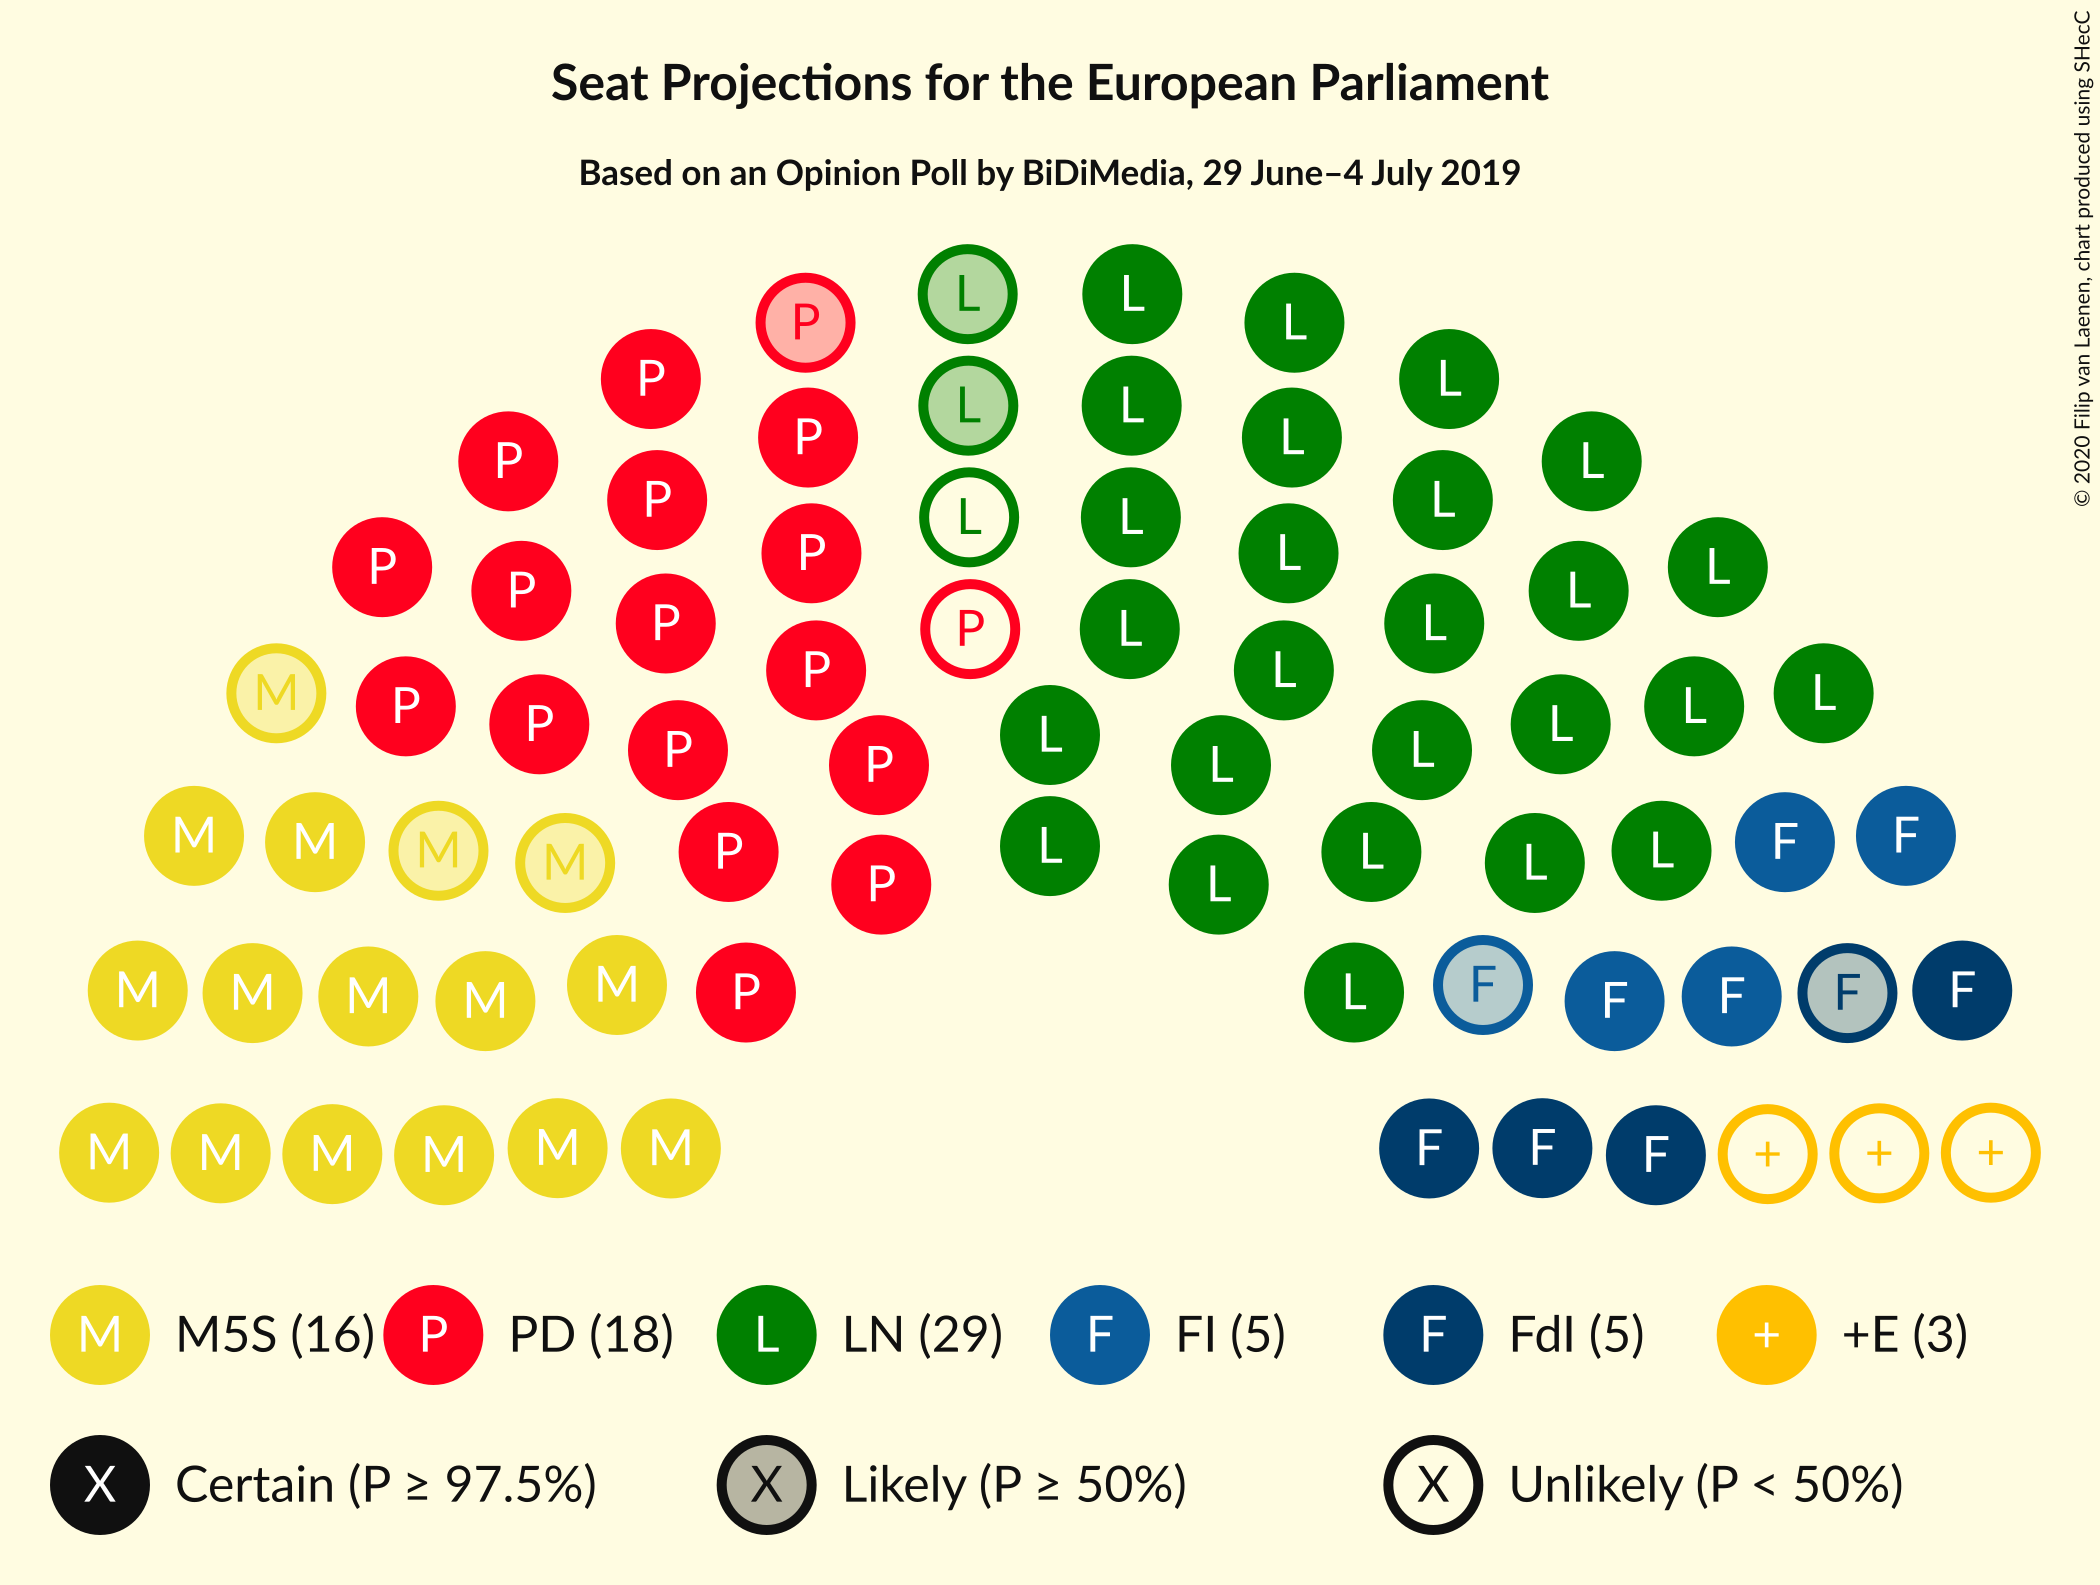 Seat Projections for the European Parliament
Based on an Opinion Poll by BiDiMedia, 29 June–4 July 2019
© 2020 Filip van Laenen, chart produced using SHecC
L L
P L L
P L
L L
P P L L
P L
P L L
P P L L
P P L L
P L
M P P L L L
P P L L
P L L
M M M M P L L L F F
P L
M M M M M P L F F F F F
M M M M M M F F F + + +
M M5S (16) P PD (18) L LN (29) F FI (5) F FdI (5) + +E (3)
X Certain (P ≥ 97.5%) X Likely (P ≥ 50%) X Unlikely (P < 50%)